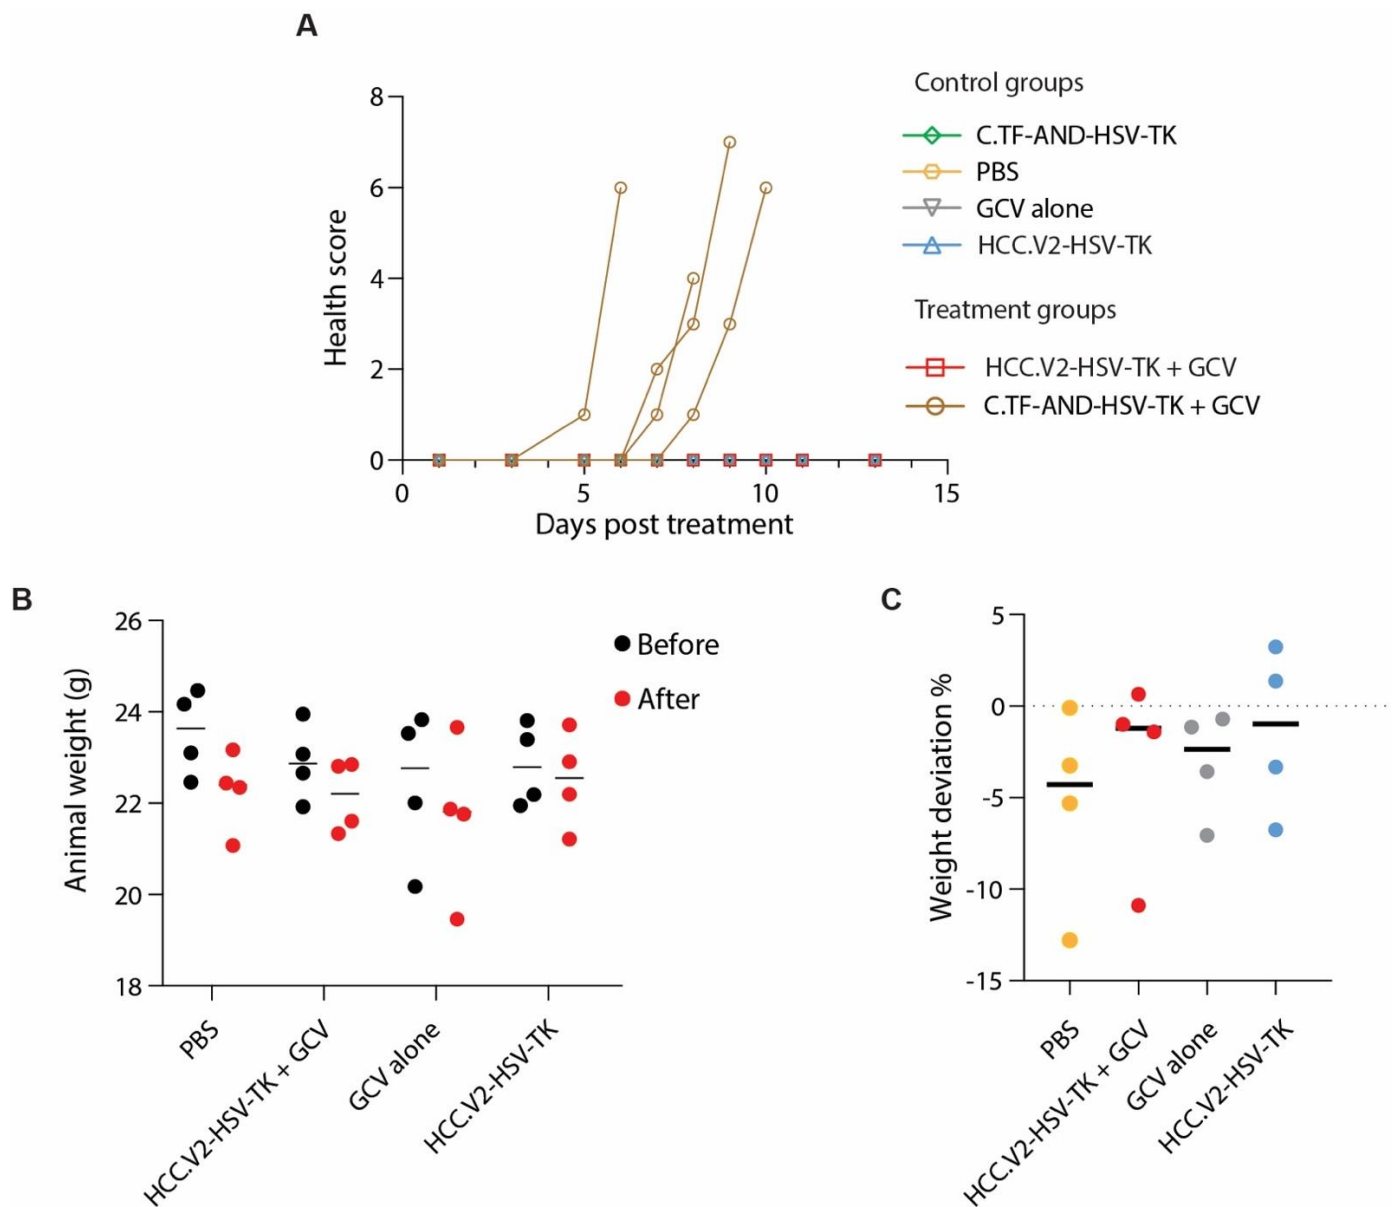 A
8
6
4
2
0
Health score
0 5 10 15
Days post treatment
Control groups
C.TF-AND-HSV-TK
PBS
GCV alone
HCC.V2-HSV-TK
Treatment groups
HCC.V2-HSV-TK + GCV
C.TF-AND-HSV-TK + GCV
B
26
24
22
20
18
Animal weight (g)
Before
After
PBS
HCC.V2-HSV-TK + GCV
GCV alone
HCC.V2-HSV-TK
C
5
0
-5
-10
-15
Weight deviation %
PBS
HCC.V2-HSV-TK + GCV
GCV alone
HCC.V2-HSV-TK